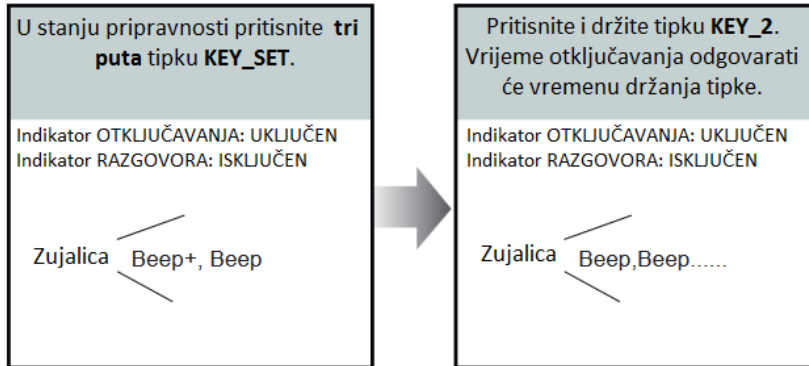 U stanju pripravnosti pritisnite tri
puta tipku KEY_SET.
Indikator OTKLJUČAVANJA: UKLJUČEN
Indikator RAZGOVORA: ISKLJUČEN
Zujalica
Beep+, Beep
Pritisnite i držite tipku KEY_2.
Vrijeme otključavanja odgovarati
će vremenu držanja tipke.
Indikator OTKLJUČAVANJA: UKLJUČEN
Indikator RAZGOVORA: ISKLJUČEN
Zujalica
Beep,Beep......